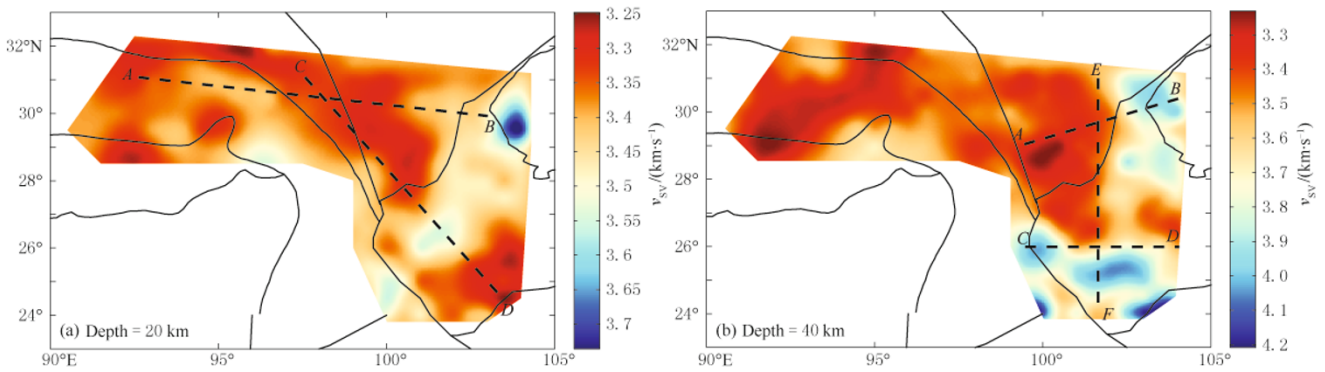 32°N
30°
28°
26°
24°
90°E
95°
100°
105°
A
B
C
D
(a) Depth = 20 km
3.25
3.3
3.35
3.4
3.45
3.5
3.55
3.6
3.65
3.7
vSV/(km·s⁻¹)
32°N
30°
28°
26°
24°
90°E
95°
100°
105°
E
B
A
C
D
F
(b) Depth = 40 km
3.3
3.4
3.5
3.6
3.7
3.8
3.9
4.0
4.1
4.2
vSV/(km·s⁻¹)